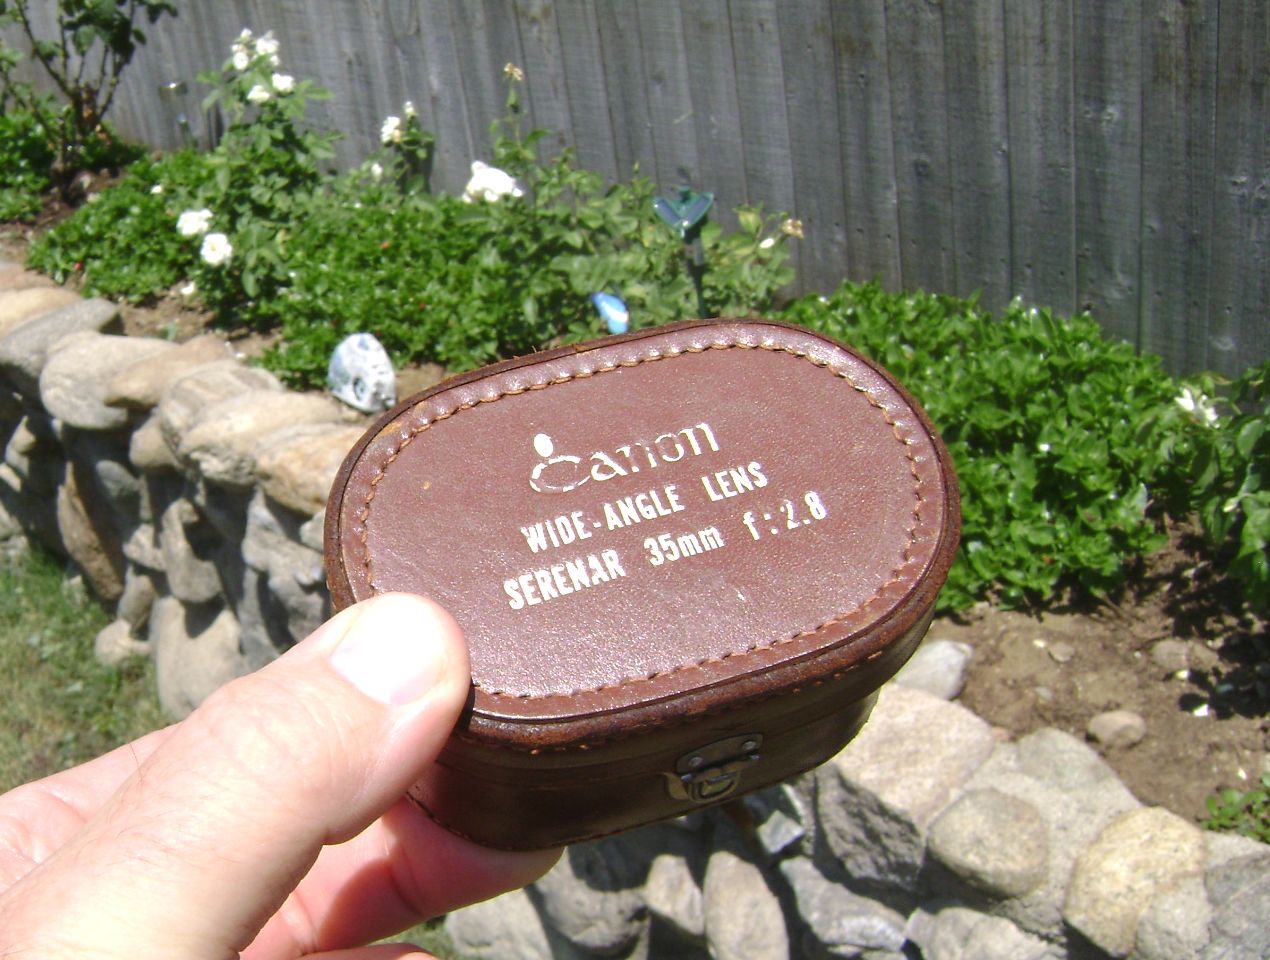 Canon
WIDE-ANGLE LENS
SERENAR 35mm f:2.8